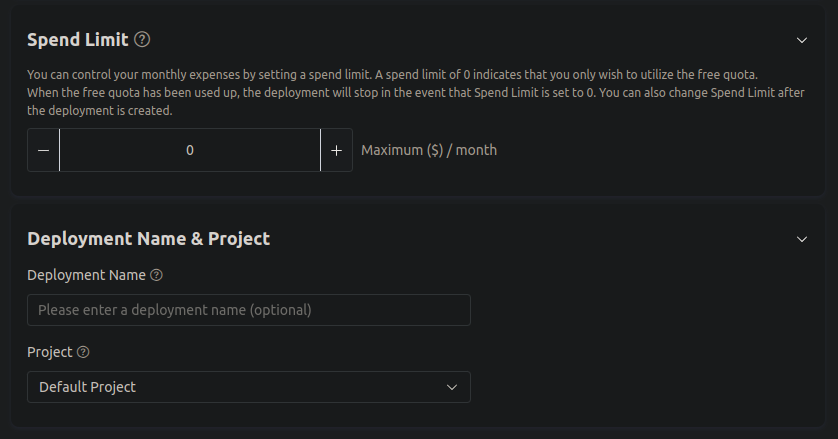 Spend Limit ?
You can control your monthly expenses by setting a spend limit. A spend limit of 0 indicates that you only wish to utilize the free quota.
When the free quota has been used up, the deployment will stop in the event that Spend Limit is set to 0. You can also change Spend Limit after
the deployment is created.
— 0 + Maximum ($) / month
Deployment Name & Project
Deployment Name ?
Please enter a deployment name (optional)
Project ?
Default Project